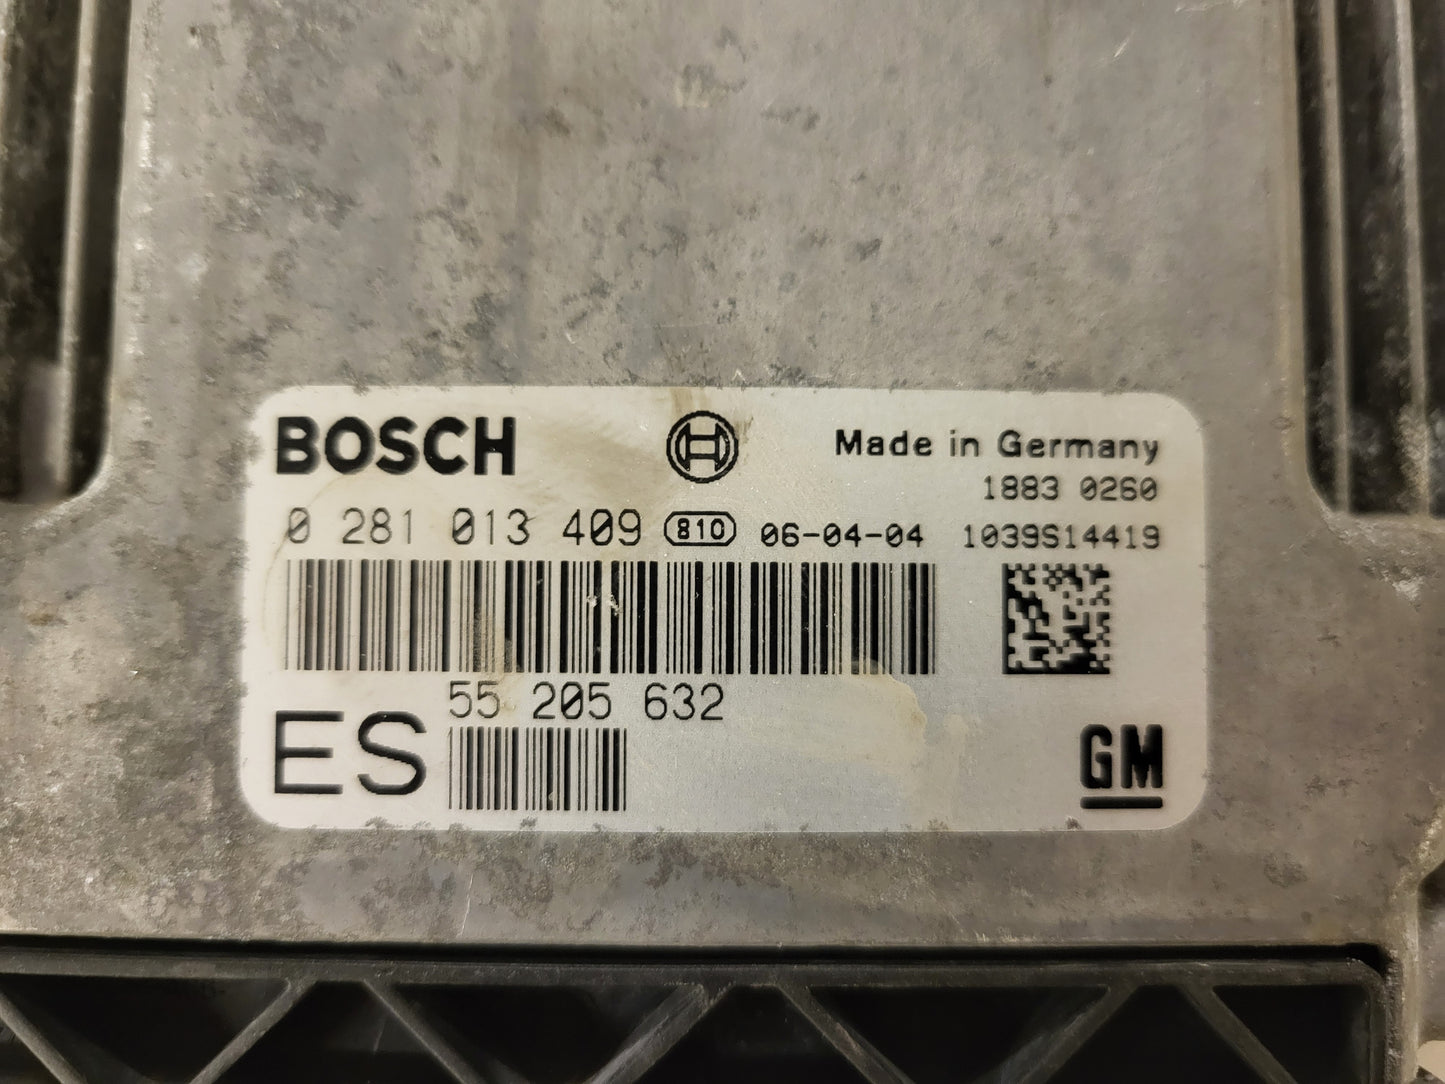 BOSCH
Made in Germany
1883 0260
0 281 013 409 810 06-04-04 1039S14419
55 205 632
ES
GM